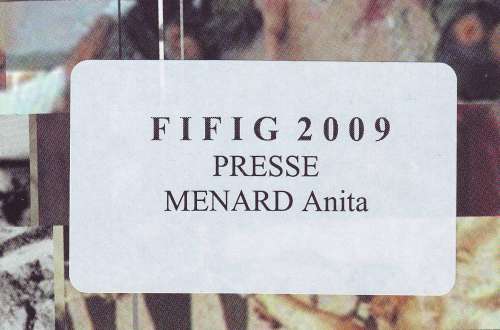 FIFIG 2009
PRESSE
MENARD Anita